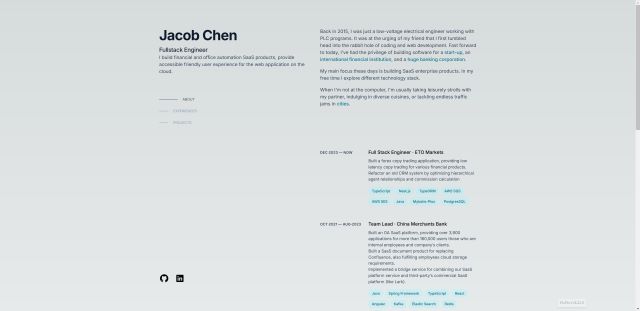 Jacob Chen
Fullstack Engineer
I build financial and office automation SaaS products, provide
accessible friendly user experience for the web application on the
cloud.
ABOUT
EXPERIENCES
PROJECTS
Back in 2015, I was just a low-voltage electrical engineer working with
PLC programs. It was at the urging of my friend that I first tumbled
head into the rabbit hole of coding and web development. Fast forward
to today, I've had the privilege of building software for a start-up, an
international financial institution, and a huge banking corporation.
My main focus these days is building SaaS enterprise products. In my
free time I explore different technology stack.
When I'm not at the computer, I'm usually taking leisurely strolls with
my partner, indulging in diverse cuisines, or tackling endless traffic
jams in cities.
DEC 2023 — NOW
Full Stack Engineer · ETO Markets
Built a forex copy trading application, providing low
latency copy trading for various financial products.
Refactor an old CRM system by optimising hierarchical
agent relationships and commission calculation
TypeScript Nest.js TypeORM AWS SQS
AWS SES Java Mybatis-Plus PostgreSQL
OCT 2021 — AUG 2023
Team Lead · China Merchants Bank
Built an OA SaaS platform, providing over 3,000
applications for more than 160,000 users those are
internal employees and company's clients.
Built a SaaS document product for replacing
Confluence, also fulfilling employees cloud storage
requirements.
Implemented a bridge service for combining our SaaS
platform service and third-party's commercial SaaS
platform (like Lark).
Java Spring Framework TypeScript React
Angular Kafka Elastic Search Redis